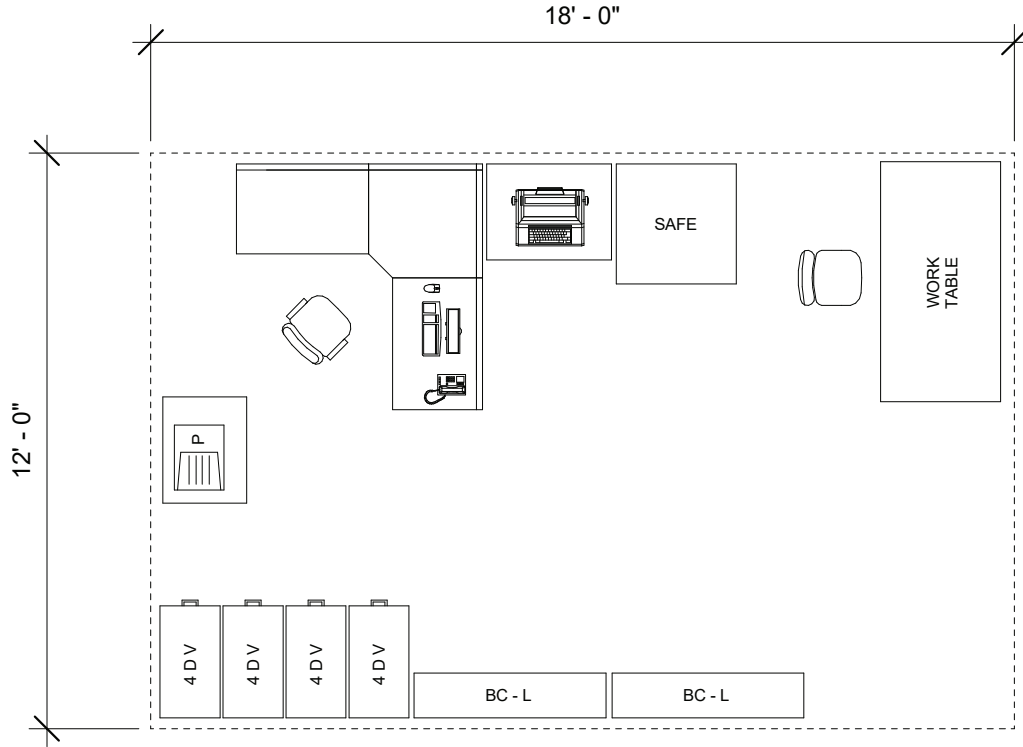 18' - 0"
12' - 0"
SAFE
WORK
TABLE
P
4 D V
4 D V
4 D V
4 D V
BC - L
BC - L